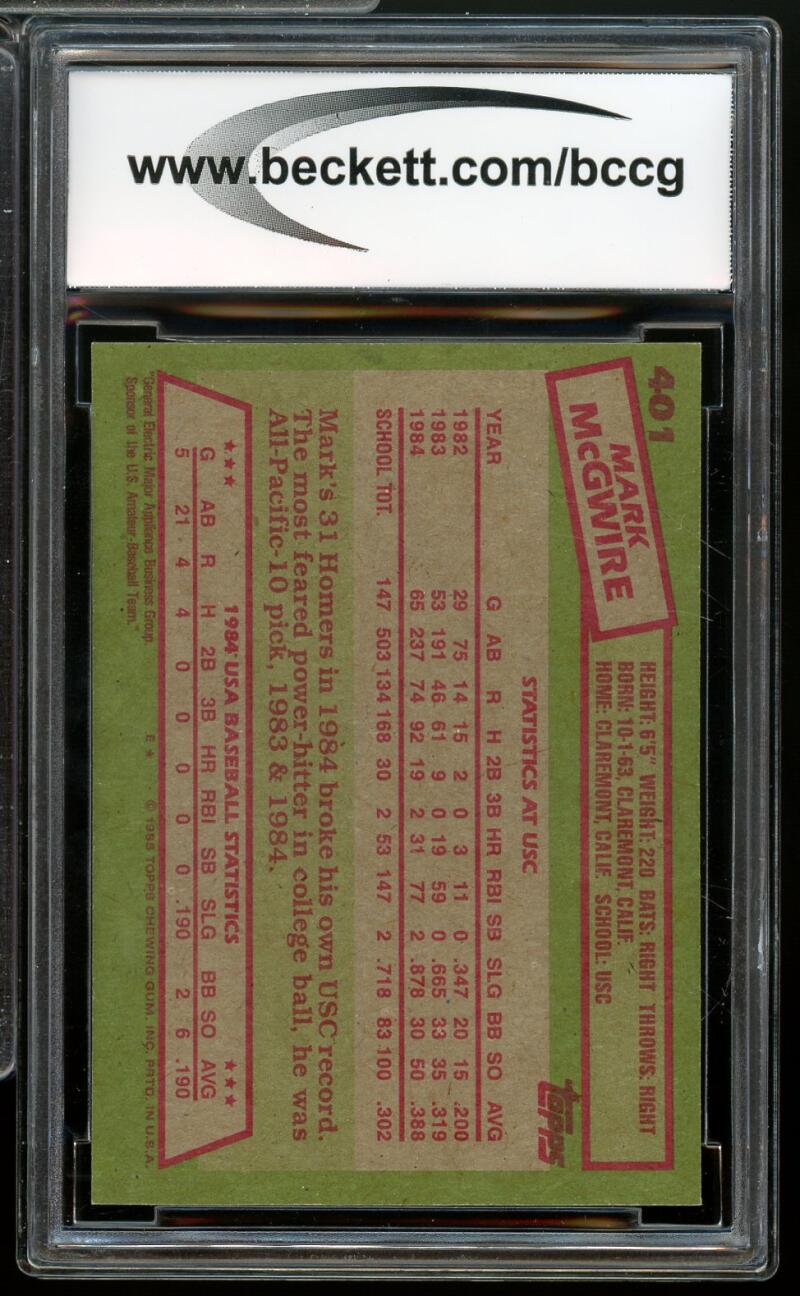 www.beckett.com/bccg
401
MARK
McGWIRE
HEIGHT: 6'5" WEIGHT: 220 BATS: RIGHT THROWS: RIGHT
BORN: 10-1-63, CLAREMONT, CALIF.
HOME: CLAREMONT, CALIF. SCHOOL: USC
topps
STATISTICS AT USC
YEAR G AB R H 2B 3B HR RBI SB SLG BB SO AVG
1982 29 75 14 15 2 0 3 11 0 .347 20 15 .200
1983 53 191 46 61 9 0 19 59 0 .665 33 35 .319
1984 65 237 74 92 19 2 31 77 2 .878 30 50 .388
SCHOOL TOT. 147 503 134 168 30 2 53 147 2 .718 83 100 .302
Mark's 31 Homers in 1984 broke his own USC record.
The most feared power-hitter in college ball, he was
All-Pacific-10 pick, 1983 & 1984.
★★★ 1984 USA BASEBALL STATISTICS ★★★
G AB R H 2B 3B HR RBI SB SLG BB SO AVG
5 21 4 4 0 0 0 0 0 .190 2 6 .190
"General Electric Major Appliance Business Group.
Sponsor of the U.S. Amateur-Baseball Team."
E* © 1985 TOPPS CHEWING GUM, INC. PRTD. IN U.S.A.